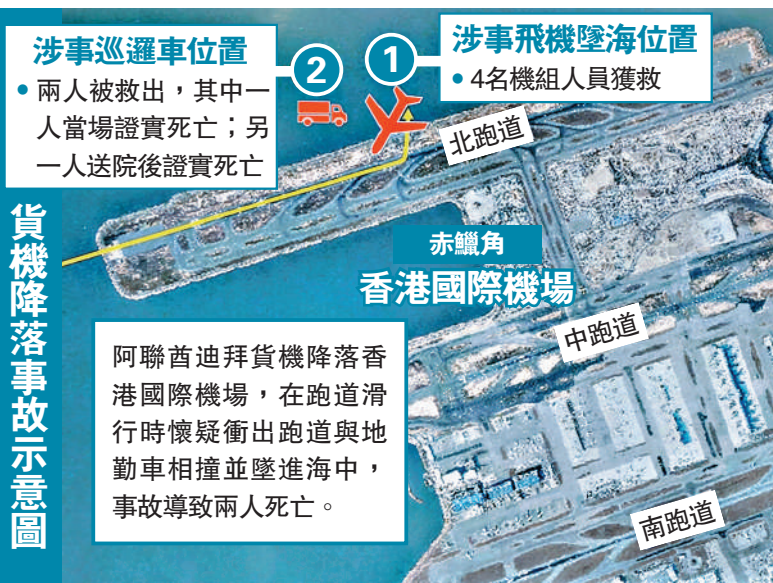 貨機降落事故示意圖
涉事巡邏車位置
• 兩人被救出，其中一
人當場證實死亡；另
一人送院後證實死亡
2
1
涉事飛機墜海位置
• 4名機組人員獲救
北跑道
赤鱲角
香港國際機場
中跑道
阿聯酋迪拜貨機降落香
港國際機場，在跑道滑
行時懷疑衝出跑道與地
勤車相撞並墜進海中，
事故導致兩人死亡。
南跑道